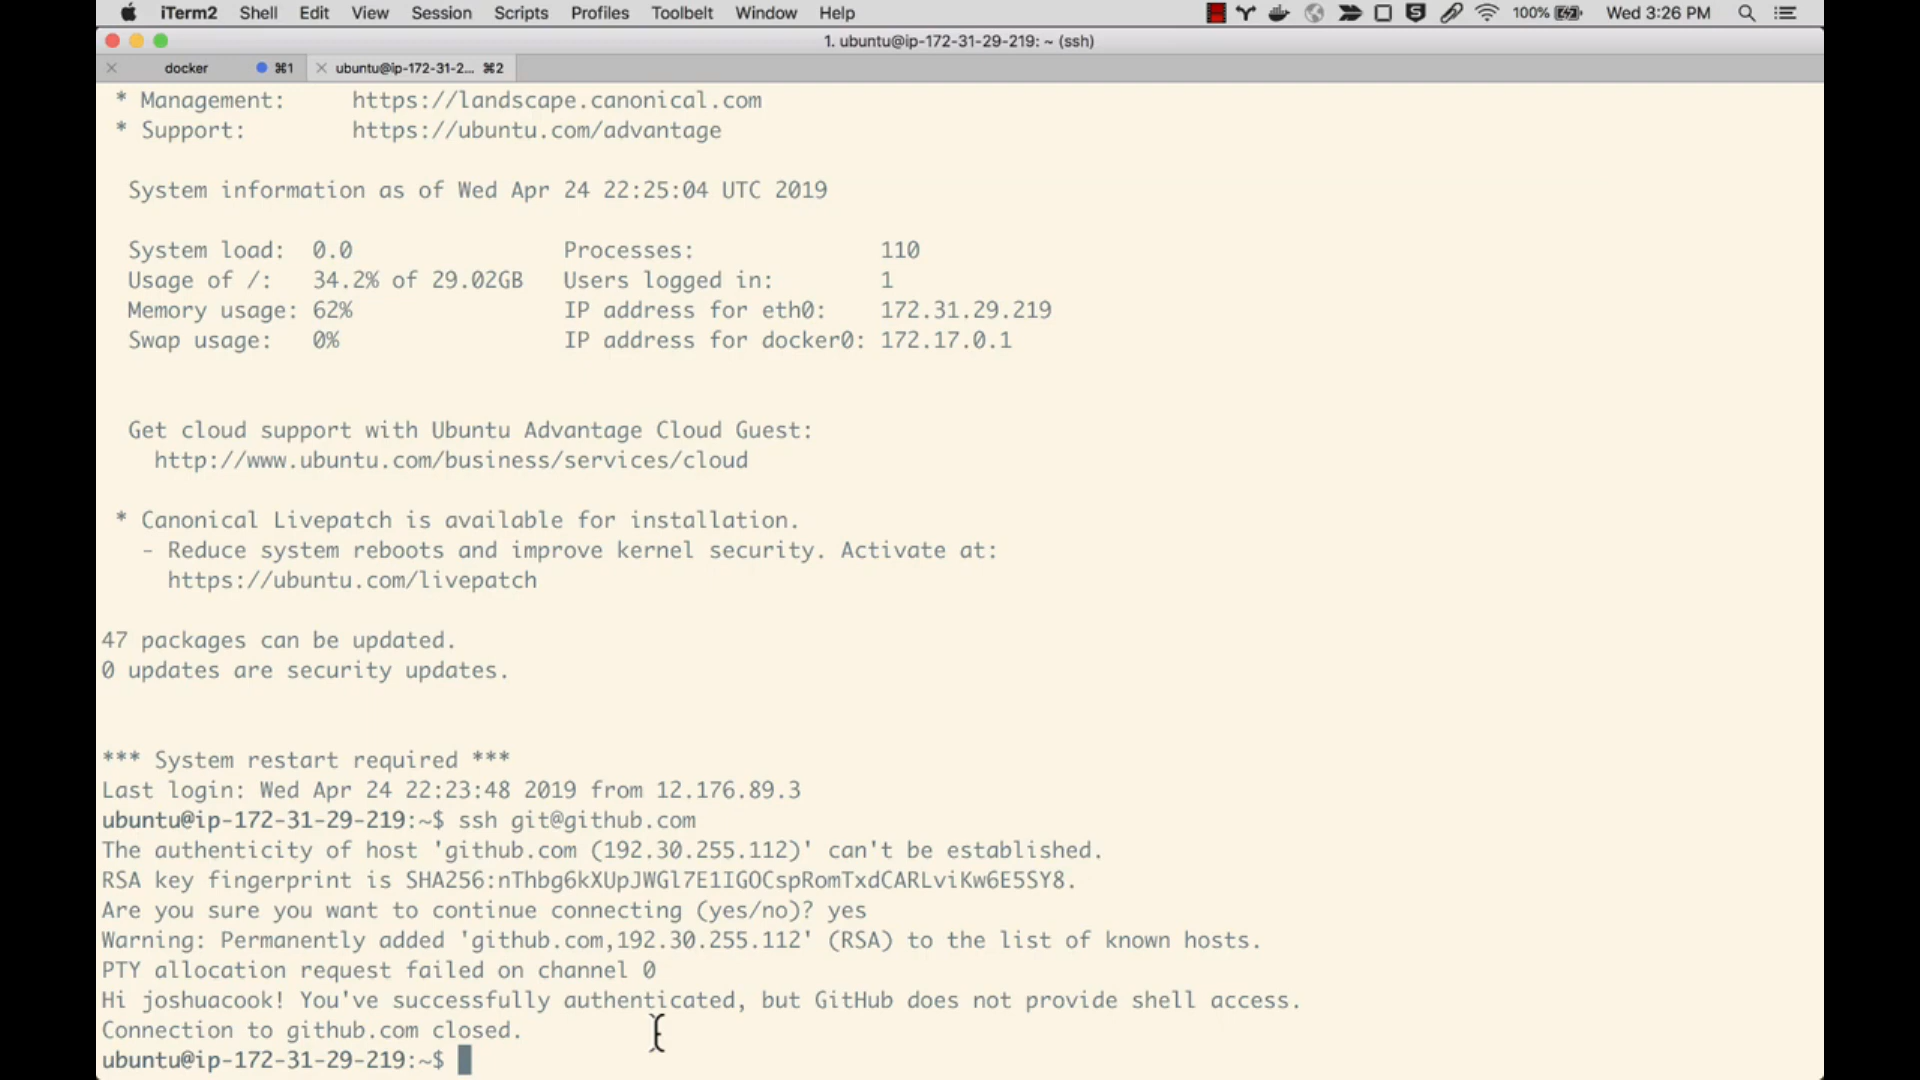 iTerm2 Shell Edit View Session Scripts Profiles Toolbelt Window Help 100% Wed 3:26 PM
1. ubuntu@ip-172-31-29-219: ~ (ssh)
docker ⌘1 ubuntu@ip-172-31-2... ⌘2
* Management: https://landscape.canonical.com
* Support: https://ubuntu.com/advantage
System information as of Wed Apr 24 22:25:04 UTC 2019
System load: 0.0 Processes: 110
Usage of /: 34.2% of 29.02GB Users logged in: 1
Memory usage: 62% IP address for eth0: 172.31.29.219
Swap usage: 0% IP address for docker0: 172.17.0.1
Get cloud support with Ubuntu Advantage Cloud Guest:
http://www.ubuntu.com/business/services/cloud
* Canonical Livepatch is available for installation.
- Reduce system reboots and improve kernel security. Activate at:
https://ubuntu.com/livepatch
47 packages can be updated.
0 updates are security updates.
*** System restart required ***
Last login: Wed Apr 24 22:23:48 2019 from 12.176.89.3
ubuntu@ip-172-31-29-219:~$ ssh git@github.com
The authenticity of host 'github.com (192.30.255.112)' can't be established.
RSA key fingerprint is SHA256:nThbg6kXUpJWGl7E1IGOCspRomTxdCARLviKw6E5SY8.
Are you sure you want to continue connecting (yes/no)? yes
Warning: Permanently added 'github.com,192.30.255.112' (RSA) to the list of known hosts.
PTY allocation request failed on channel 0
Hi joshuacook! You've successfully authenticated, but GitHub does not provide shell access.
Connection to github.com closed.
ubuntu@ip-172-31-29-219:~$